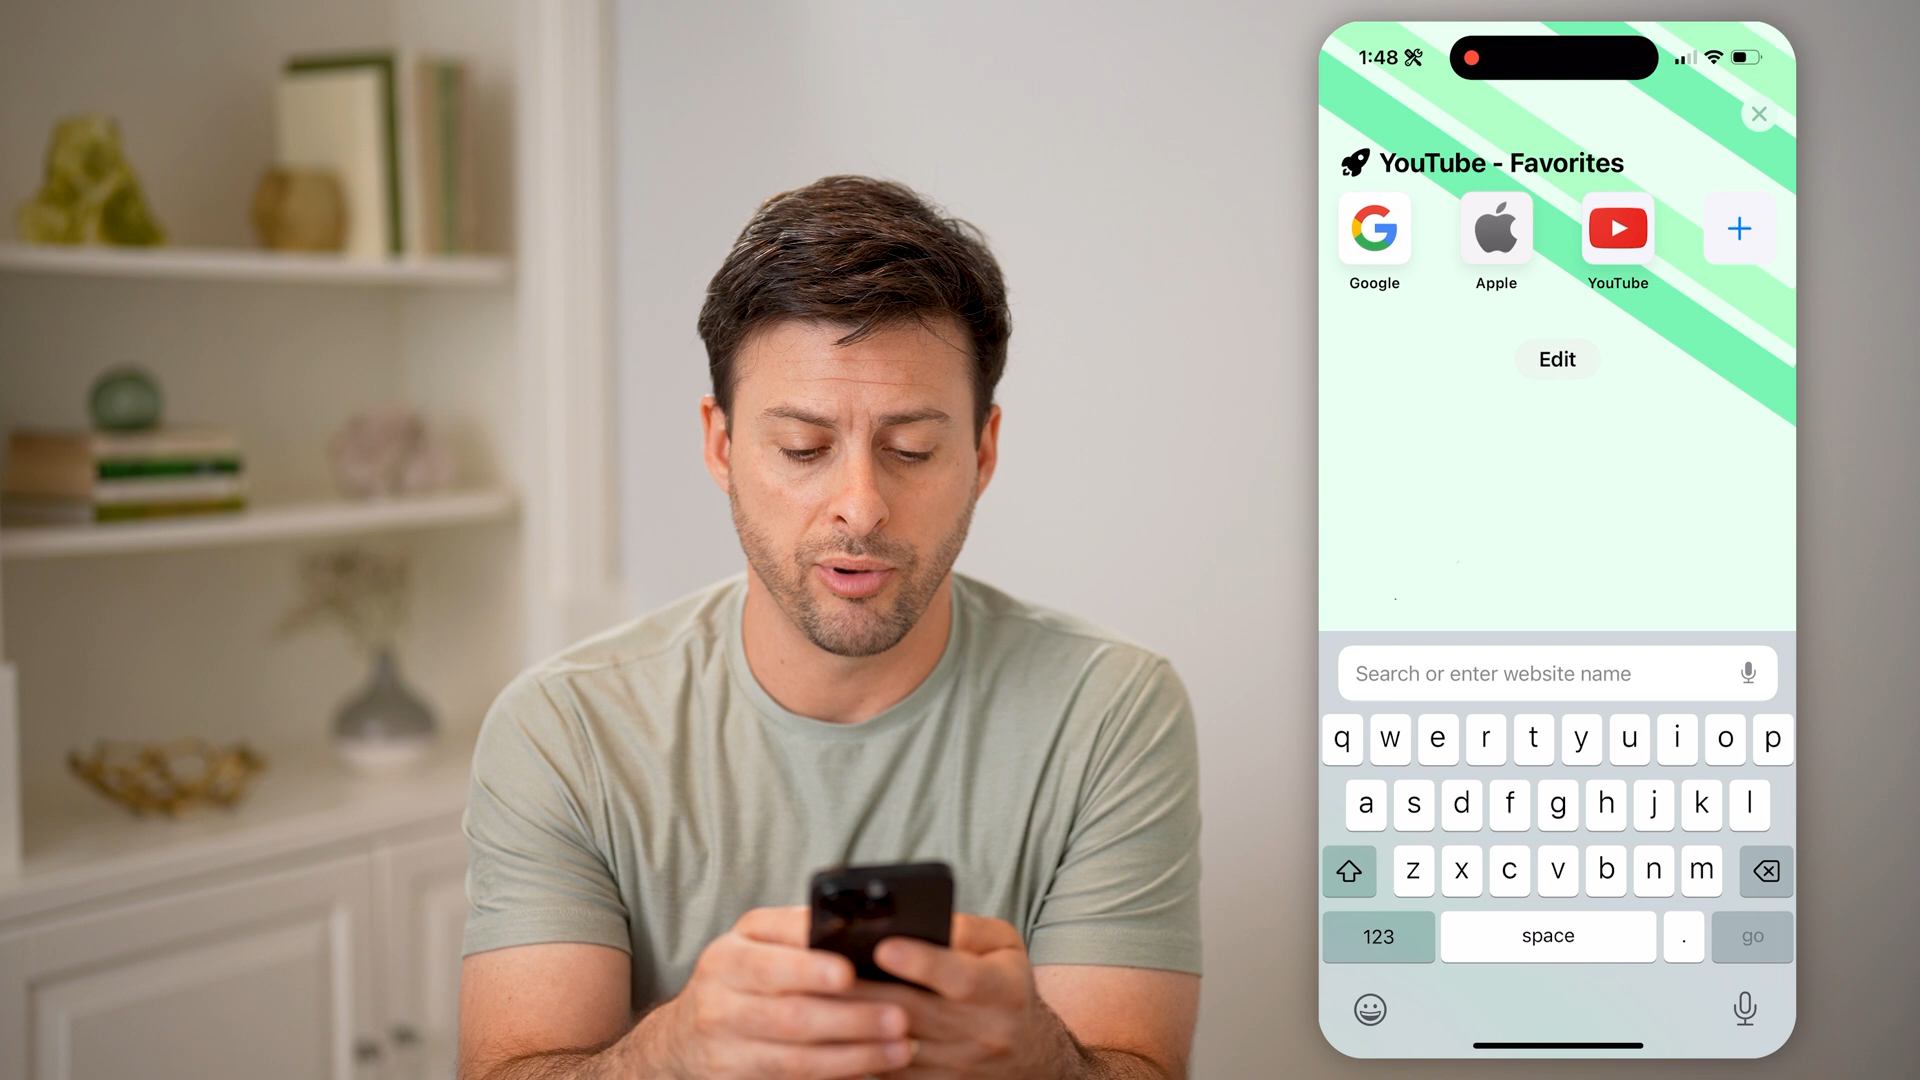 1:48
YouTube - Favorites
Google Apple YouTube
Edit
Search or enter website name
q w e r t y u i o p
a s d f g h j k l
z x c v b n m
123 space . go